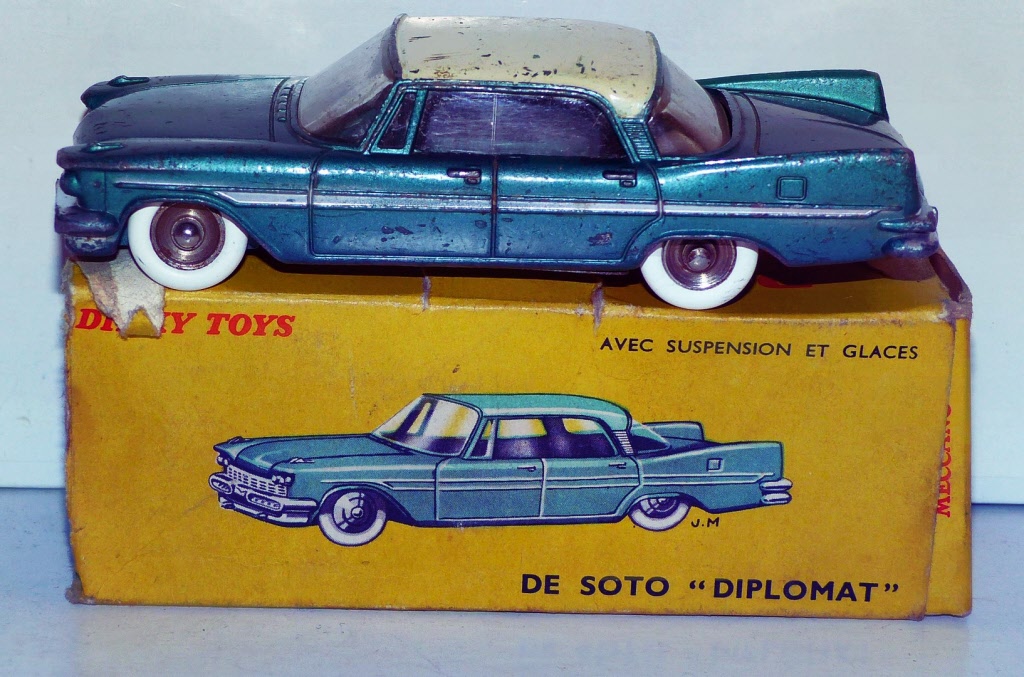 DINKY TOYS
AVEC SUSPENSION ET GLACES
MECCANO
J.M
DE SOTO "DIPLOMAT"